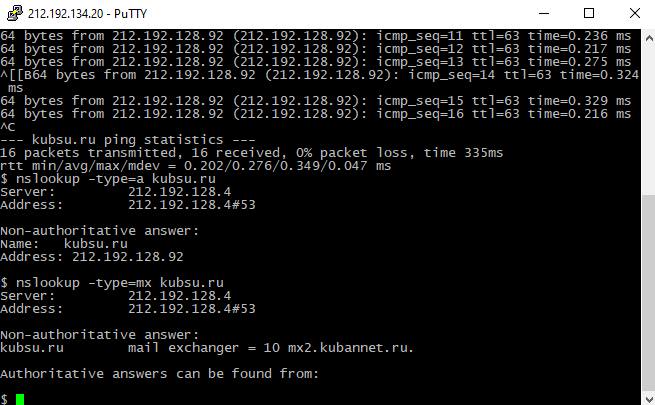 212.192.134.20 - PuTTY
64 bytes from 212.192.128.92 (212.192.128.92): icmp_seq=11 ttl=63 time=0.236 ms
64 bytes from 212.192.128.92 (212.192.128.92): icmp_seq=12 ttl=63 time=0.217 ms
64 bytes from 212.192.128.92 (212.192.128.92): icmp_seq=13 ttl=63 time=0.275 ms
^[[B64 bytes from 212.192.128.92 (212.192.128.92): icmp_seq=14 ttl=63 time=0.324
 ms
64 bytes from 212.192.128.92 (212.192.128.92): icmp_seq=15 ttl=63 time=0.329 ms
64 bytes from 212.192.128.92 (212.192.128.92): icmp_seq=16 ttl=63 time=0.216 ms
^C
--- kubsu.ru ping statistics ---
16 packets transmitted, 16 received, 0% packet loss, time 335ms
rtt min/avg/max/mdev = 0.202/0.276/0.349/0.047 ms
$ nslookup -type=a kubsu.ru
Server:         212.192.128.4
Address:        212.192.128.4#53

Non-authoritative answer:
Name:   kubsu.ru
Address: 212.192.128.92

$ nslookup -type=mx kubsu.ru
Server:         212.192.128.4
Address:        212.192.128.4#53

Non-authoritative answer:
kubsu.ru        mail exchanger = 10 mx2.kubannet.ru.

Authoritative answers can be found from:

$